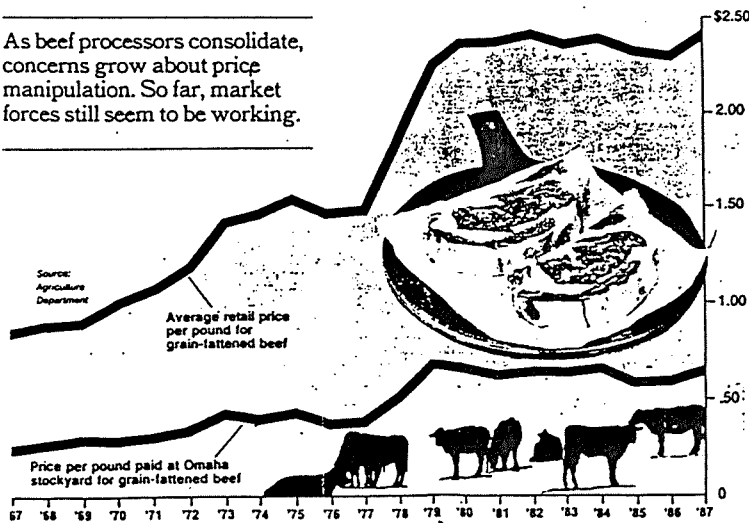 As beef processors consolidate,
concerns grow about price
manipulation. So far, market
forces still seem to be working.
$2.50
2.00
1.50
1.00
.50
0
Source:
Agriculture
Department
Average retail price
per pound for
grain-fattened beef
Price per pound paid at Omaha
stockyard for grain-fattened beef
'67 '68 '69 '70 '71 '72 '73 '74 '75 '76 '77 '78 '79 '80 '81 '82 '83 '84 '85 '86 '87